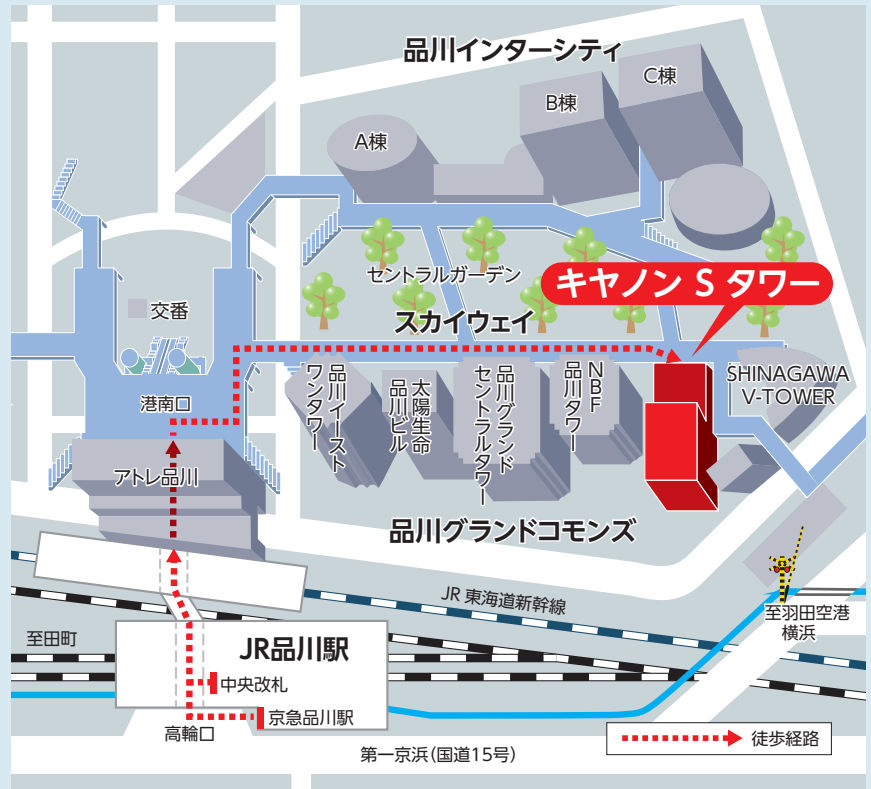 品川インターシティ
A棟
B棟
C棟
セントラルガーデン
キヤノン S タワー
スカイウェイ
交番
港南口
アトレ品川
品川イースト
ワンタワー
太陽生命
品川ビル
品川グランド
セントラルタワー
NBF
品川タワー
SHINAGAWA
V-TOWER
品川グランドコモンズ
JR 東海道新幹線
至羽田空港
横浜
至田町
JR品川駅
中央改札
京急品川駅
高輪口
第一京浜(国道15号)
徒歩経路